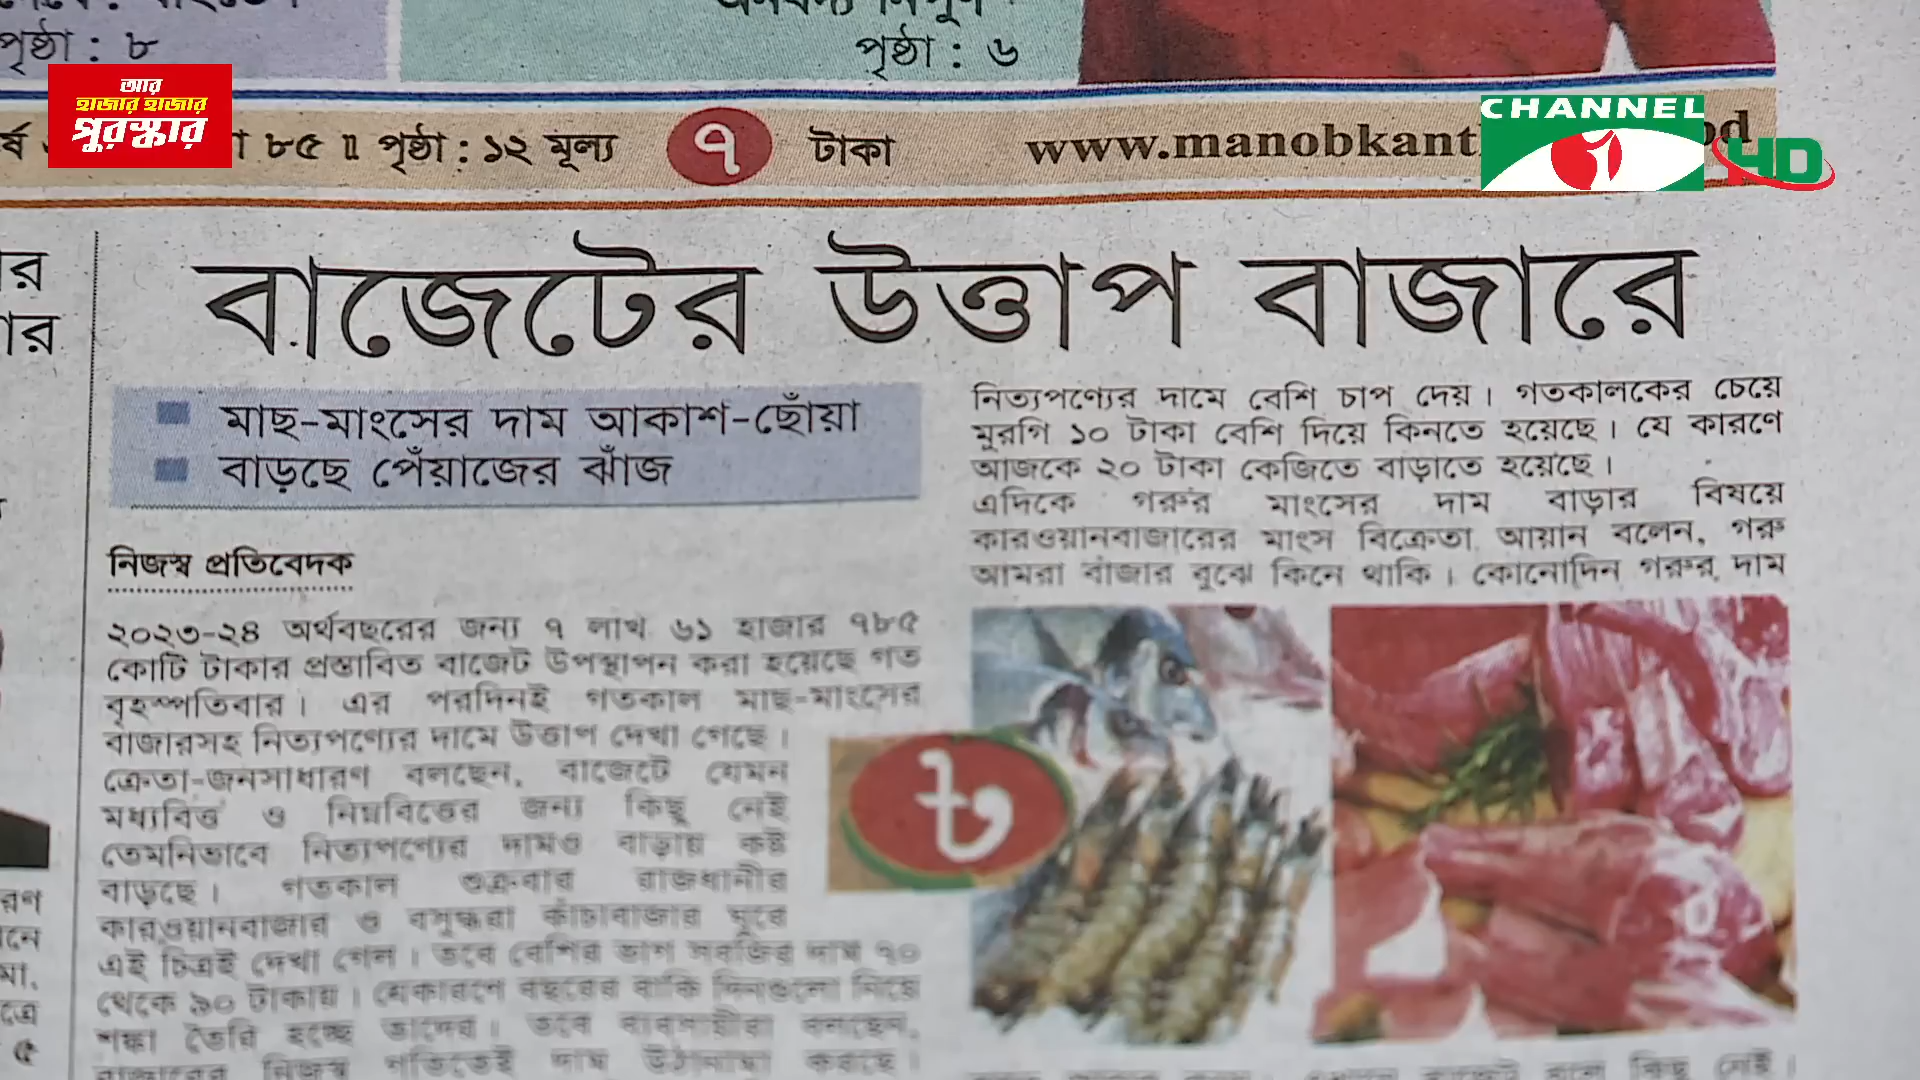 পৃষ্ঠা : ৮
পৃষ্ঠা : ৬
আর
হাজার হাজার
পুরস্কার
৮৫ ॥ পৃষ্ঠা : ১২ মূল্য ৭ টাকা
www.manobkant
CHANNEL
HD
বাজেটের উত্তাপ বাজারে
মাছ-মাংসের দাম আকাশ-ছোঁয়া
বাড়ছে পেঁয়াজের ঝাঁজ
নিজস্ব প্রতিবেদক
২০২৩-২৪ অর্থবছরের জন্য ৭ লাখ ৬১ হাজার ৭৮৫
কোটি টাকার প্রস্তাবিত বাজেট উপস্থাপন করা হয়েছে গত
বৃহস্পতিবার। এর পরদিনই গতকাল মাছ-মাংসের
বাজারসহ নিত্যপণ্যের দামে উত্তাপ দেখা গেছে।
ক্রেতা-জনসাধারণ বলছেন, বাজেটে যেমন
মধ্যবিত্ত ও নিম্নবিত্তের জন্য কিছু নেই
তেমনিভাবে নিত্যপণ্যের দামও বাড়ায় কষ্ট
বাড়ছে। গতকাল শুক্রবার রাজধানীর
কারওয়ানবাজার ও বসুন্ধরা কাঁচাবাজার ঘুরে
এই চিত্রই দেখা গেল। তবে বেশির ভাগ সবজির দাম ৭০
থেকে ৯০ টাকায়। যেকারণে বছরের বাকি দিনগুলো নিয়ে
শঙ্কা তৈরি হচ্ছে তাদের। তবে ব্যবসায়ীরা বলছেন,
বাজারের নিজস্ব গতিতেই দাম উঠানামা করছে।
নিত্যপণ্যের দামে বেশি চাপ দেয়। গতকালকের চেয়ে
মুরগি ১০ টাকা বেশি দিয়ে কিনতে হয়েছে। যে কারণে
আজকে ২০ টাকা কেজিতে বাড়াতে হয়েছে।
এদিকে গরুর মাংসের দাম বাড়ার বিষয়ে
কারওয়ানবাজারের মাংস বিক্রেতা আয়ান বলেন, গরু
আমরা বাজার বুঝে কিনে থাকি। কোনোদিন গরুর দাম
৳